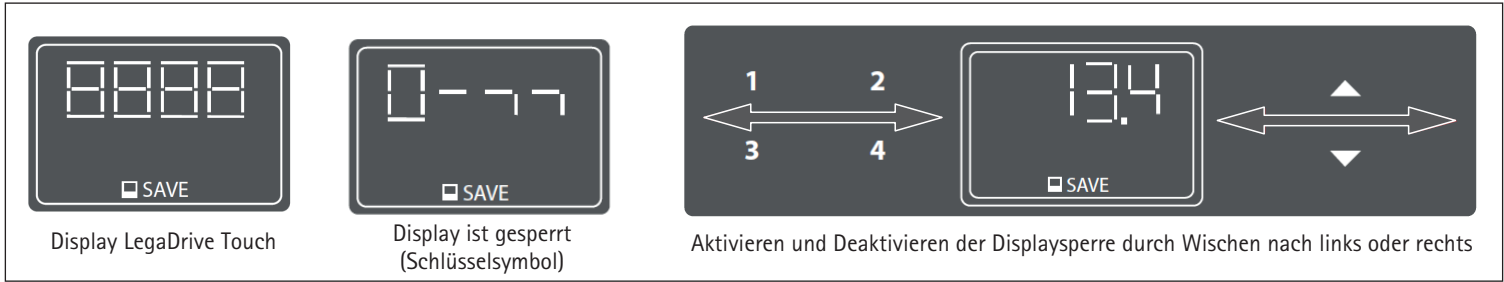 8888
SAVE
Display LegaDrive Touch
SAVE
Display ist gesperrt
(Schlüsselsymbol)
1 2
3 4
13.4
SAVE
Aktivieren und Deaktivieren der Displaysperre durch Wischen nach links oder rechts